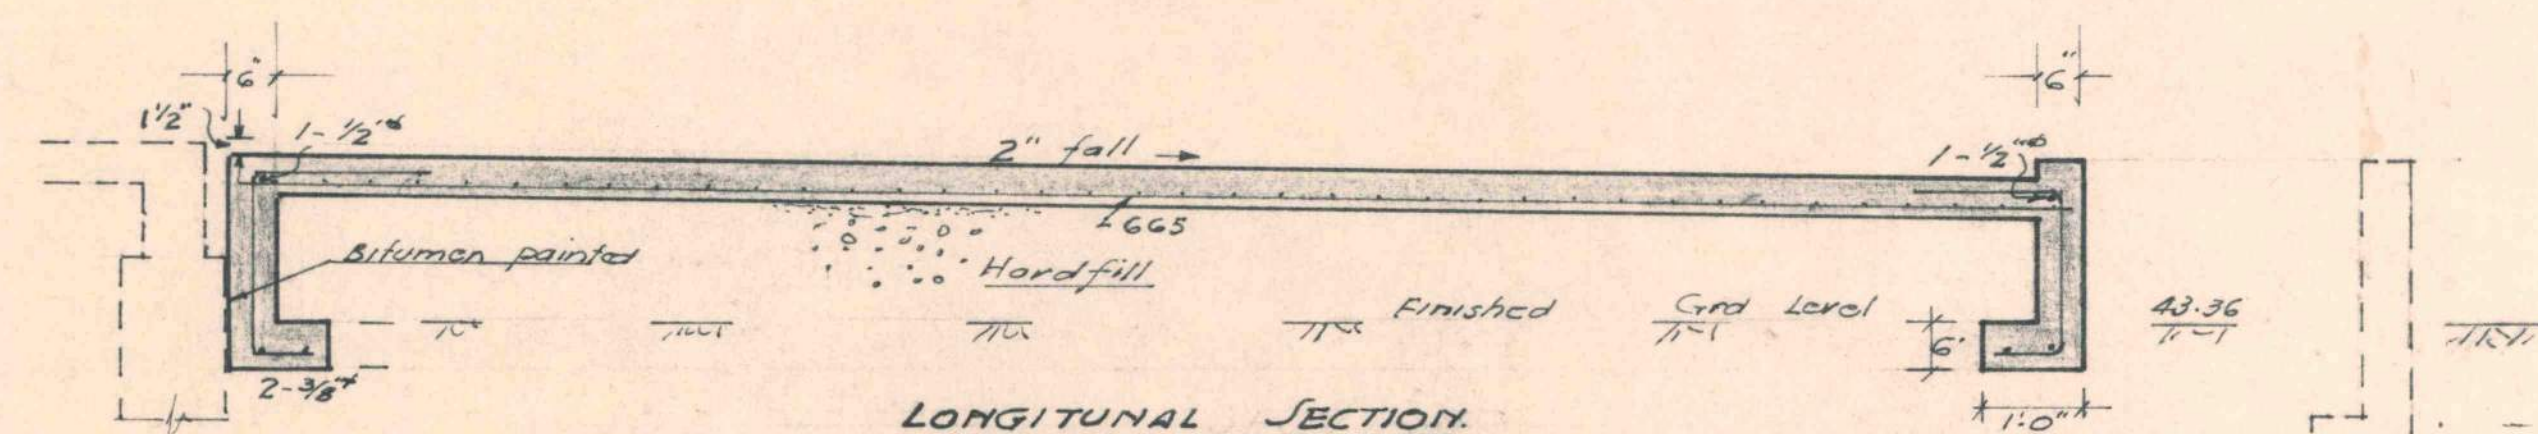 6"
6"
1½"
1-½"ø
2" fall
1-½"ø
665
Bitumen painted
Hardfill
Finished Grd Level
43.36
6"
2-⅜"ø
LONGITUNAL SECTION.
1'.0"